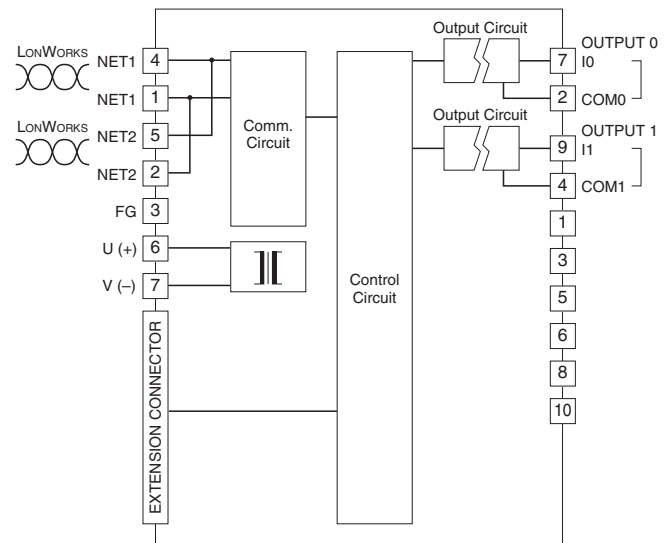 LONWORKS
NET1 4
NET1 1
LONWORKS
NET2 5
NET2 2
FG 3
U (+) 6
V (–) 7
EXTENSION CONNECTOR
Comm.
Circuit
Control
Circuit
Output Circuit
OUTPUT 0
7 I0
2 COM0
Output Circuit
OUTPUT 1
9 I1
4 COM1
1
3
5
6
8
10